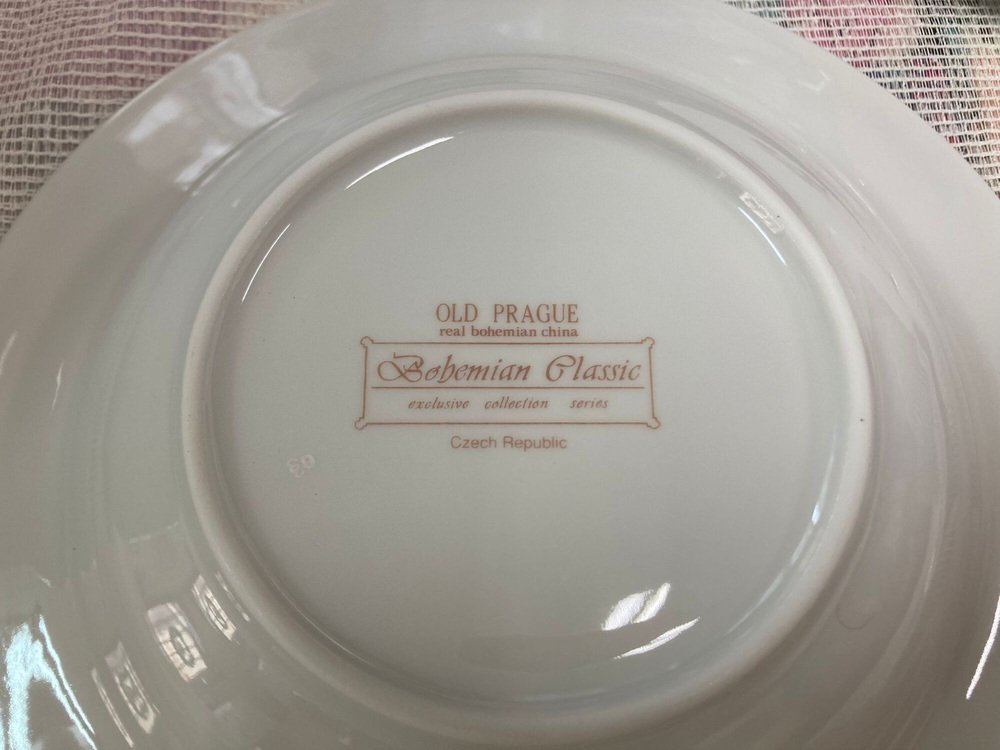 OLD PRAGUE
real bohemian china
Bohemian Classic
exclusive collection series
Czech Republic